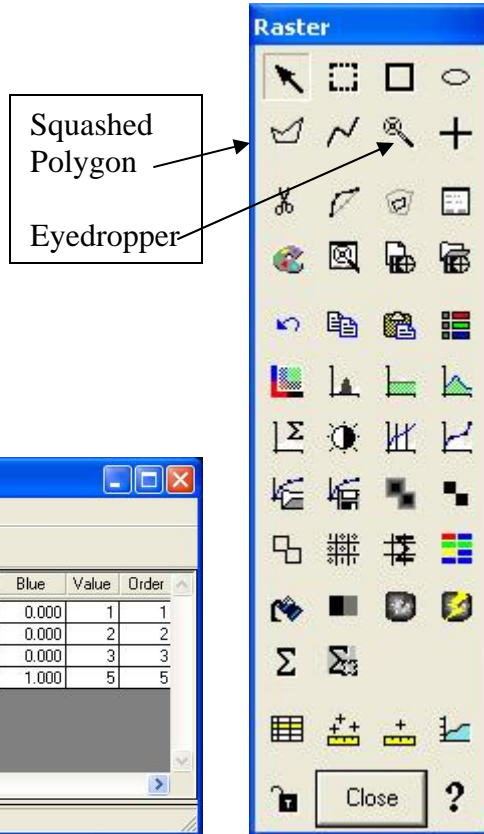 Raster
Squashed
Polygon
Eyedropper
Blue Value Order
0.000 1 1
0.000 2 2
0.000 3 3
1.000 5 5
Σ
Σ
Σ
Close ?